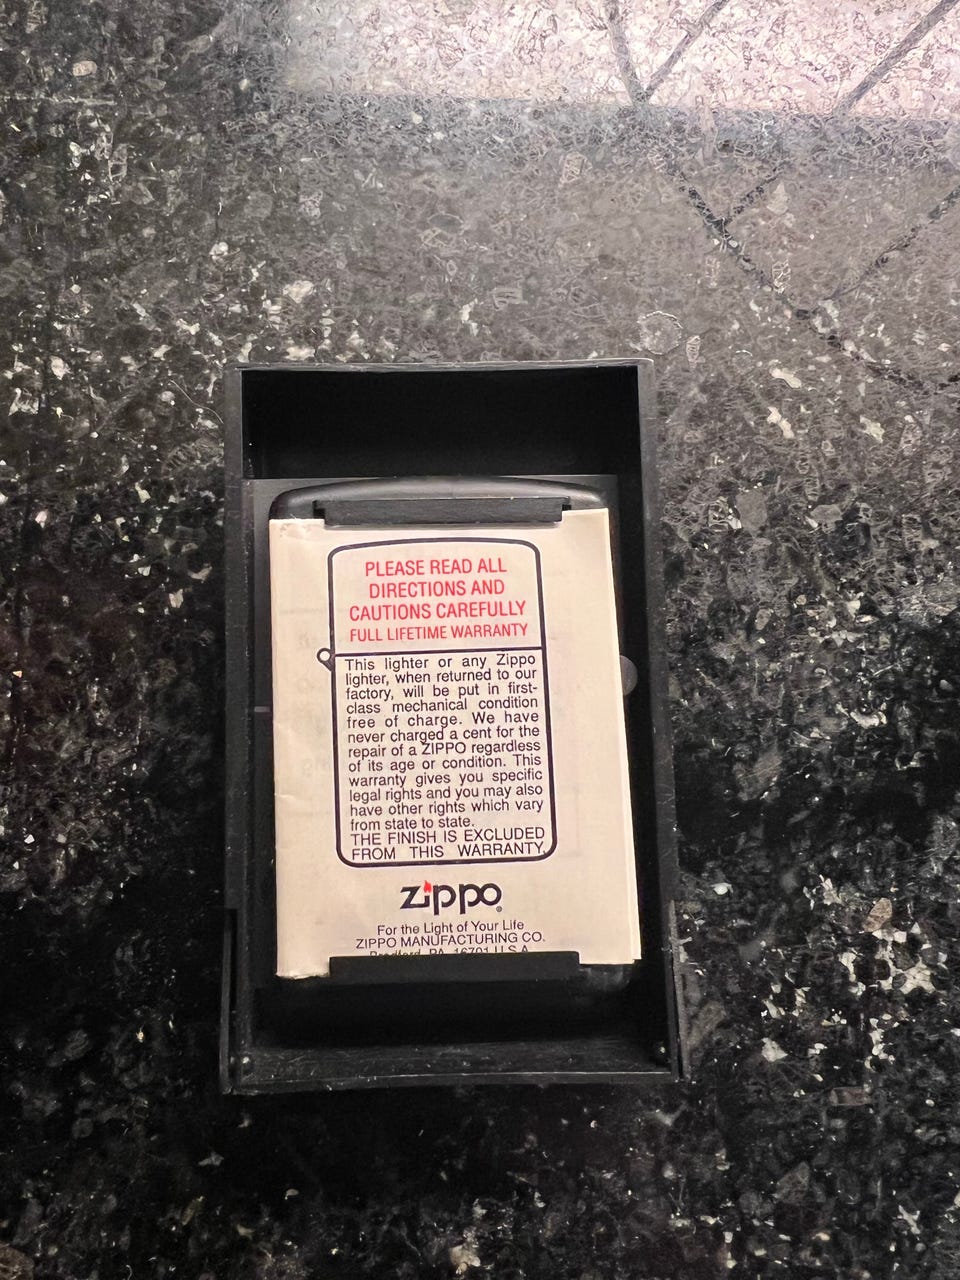 PLEASE READ ALL
DIRECTIONS AND
CAUTIONS CAREFULLY
FULL LIFETIME WARRANTY
This lighter or any Zippo
lighter, when returned to our
factory, will be put in first-
class mechanical condition
free of charge. We have
never charged a cent for the
repair of a ZIPPO regardless
of its age or condition. This
warranty gives you specific
legal rights and you may also
have other rights which vary
from state to state.
THE FINISH IS EXCLUDED
FROM THIS WARRANTY.
zippo®
For the Light of Your Life
ZIPPO MANUFACTURING CO.
Bradford, PA 16701 U.S.A.